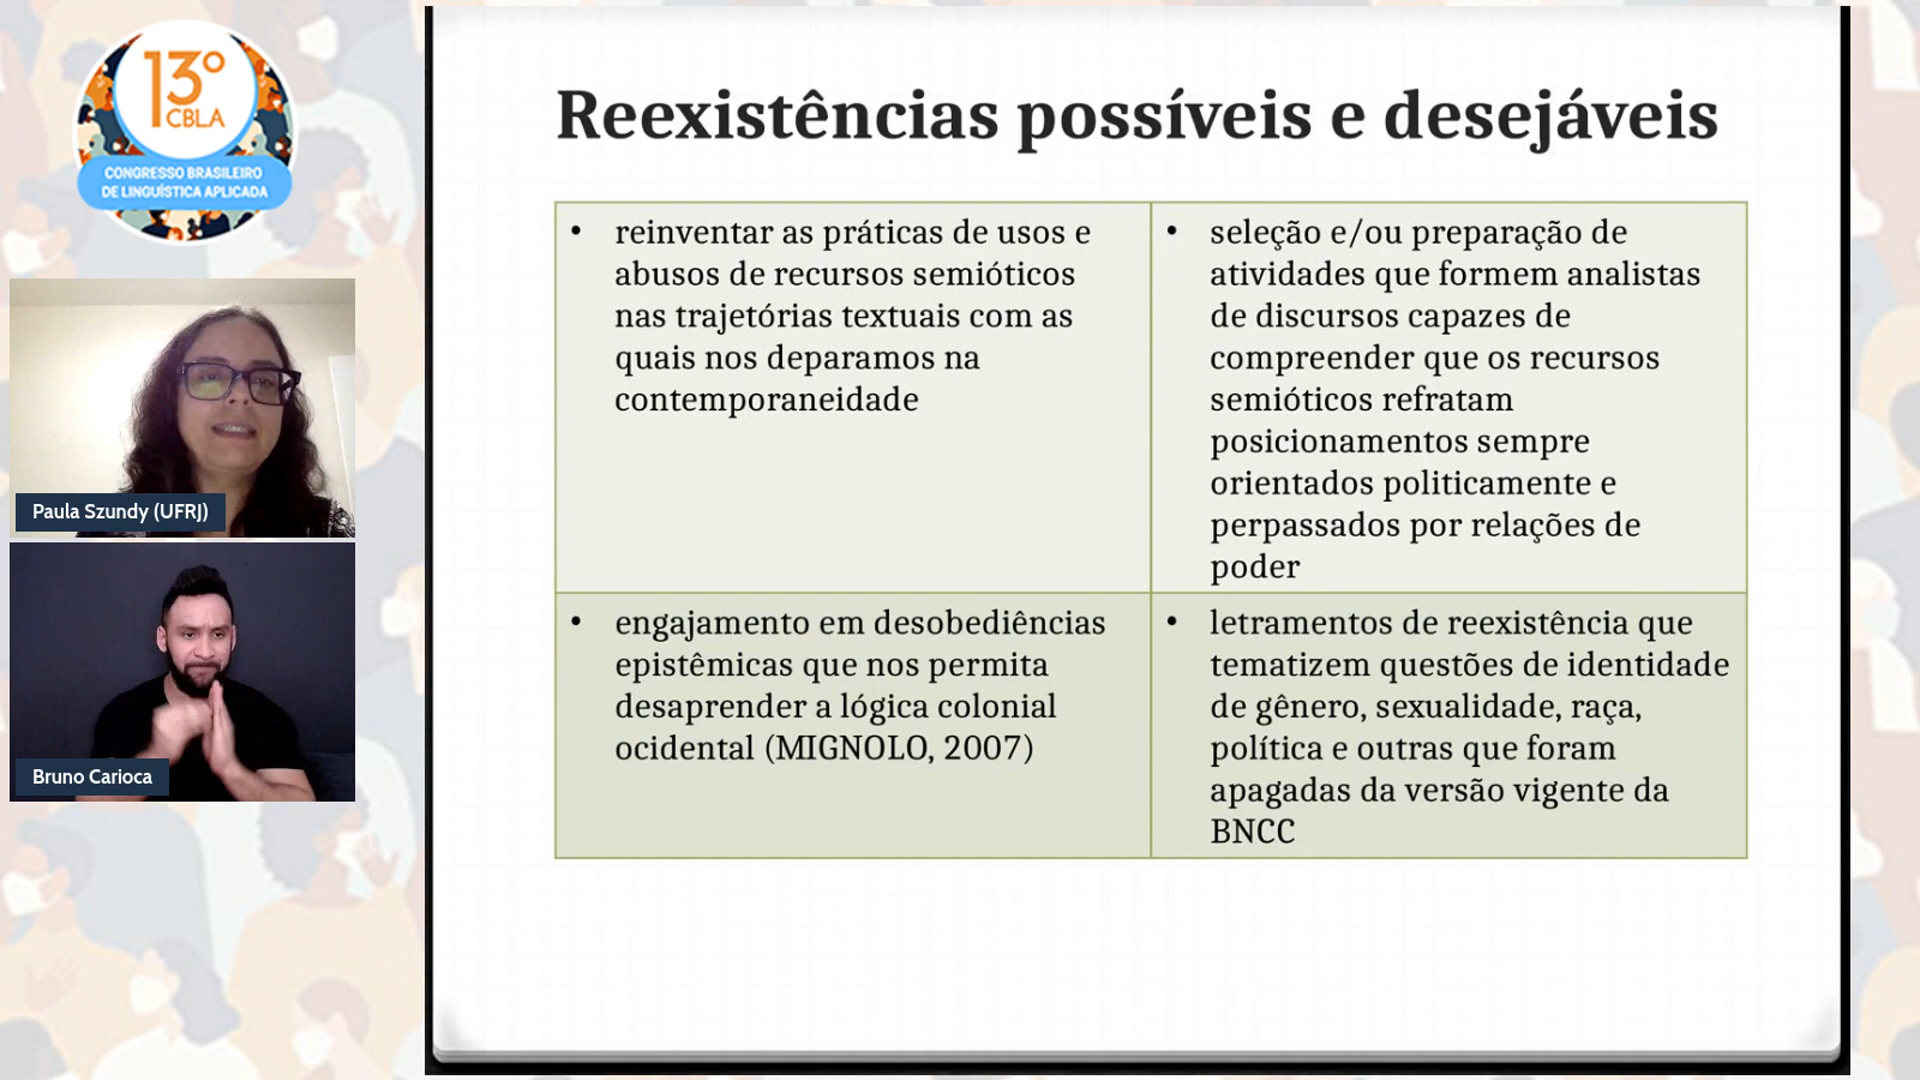 13º
CBLA
CONGRESSO BRASILEIRO
DE LINGUÍSTICA APLICADA
Paula Szundy (UFRJ)
Bruno Carioca
Reexistências possíveis e desejáveis
• reinventar as práticas de usos e
abusos de recursos semióticos
nas trajetórias textuais com as
quais nos deparamos na
contemporaneidade
• seleção e/ou preparação de
atividades que formem analistas
de discursos capazes de
compreender que os recursos
semióticos refratam
posicionamentos sempre
orientados politicamente e
perpassados por relações de
poder
• engajamento em desobediências
epistêmicas que nos permita
desaprender a lógica colonial
ocidental (MIGNOLO, 2007)
• letramentos de reexistência que
tematizem questões de identidade
de gênero, sexualidade, raça,
política e outras que foram
apagadas da versão vigente da
BNCC